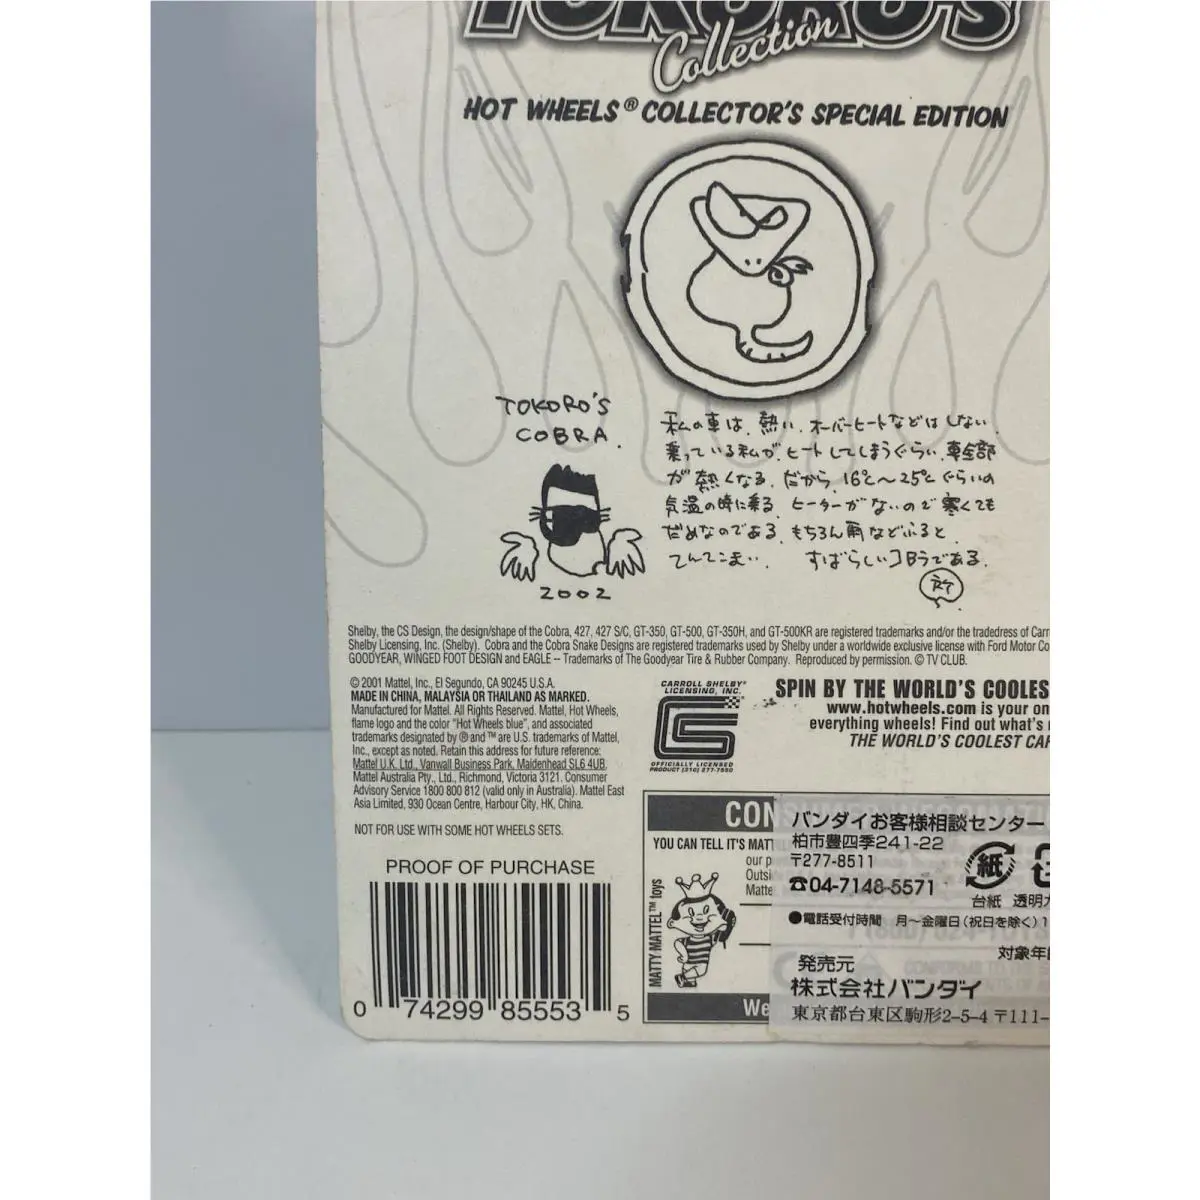 TOKORO'S
Collection
HOT WHEELS® COLLECTOR'S SPECIAL EDITION
TOKORO'S
COBRA.
2002
私の車は、熱い、オーバーヒートなどはしない、
乗っている私が、ヒートしてしまうぐらい、車全部
が熱くなる、だから、16℃〜25℃ぐらいの
気温の時に乗る、ヒーターがないので寒くても
だめなのである、もちろん雨などふると、
てんてこまい、 すばらしいコブラである。
所
Shelby, the CS Design, the design/shape of the Cobra, 427, 427 S/C, GT-350, GT-500, GT-350H, and GT-500KR are registered trademarks and/or the tradedress of Carr
Shelby Licensing, Inc. (Shelby). Cobra and the Cobra Snake Designs are registered trademarks used by Shelby under a worldwide exclusive license with Ford Motor Co
GOODYEAR, WINGED FOOT DESIGN and EAGLE – Trademarks of The Goodyear Tire & Rubber Company. Reproduced by permission. © TV CLUB.
© 2001 Mattel, Inc., El Segundo, CA 90245 U.S.A.
MADE IN CHINA, MALAYSIA OR THAILAND AS MARKED.
Manufactured for Mattel. All Rights Reserved. Mattel, Hot Wheels,
flame logo and the color "Hot Wheels blue", and associated
trademarks designated by ® and ™ are U.S. trademarks of Mattel,
Inc., except as noted. Retain this address for future reference:
Mattel U.K. Ltd., Vanwall Business Park, Maidenhead SL6 4UB.
Mattel Australia Pty., Ltd., Richmond, Victoria 3121. Consumer
Advisory Service 1800 800 812 (valid only in Australia). Mattel East
Asia Limited, 930 Ocean Centre, Harbour City, HK, China.
NOT FOR USE WITH SOME HOT WHEELS SETS.
PROOF OF PURCHASE
0 74299 85553 5
CARROLL SHELBY
LICENSING, INC.
OFFICIALLY LICENSED
PRODUCT (310) 277-7550
SPIN BY THE WORLD'S COOLES
www.hotwheels.com is your on
everything wheels! Find out what's
THE WORLD'S COOLEST CAR
CON
YOU CAN TELL IT'S MATT
our p
Outsi
Matte
MATTY MATTEL™ toys
We
バンダイお客様相談センター
柏市豊四季241-22
〒277-8511
☎04-7148-5571
紙
台紙 透明
●電話受付時間 月〜金曜日(祝日を除く)1
対象年齢
発売元
株式会社バンダイ
東京都台東区駒形2-5-4 〒111-